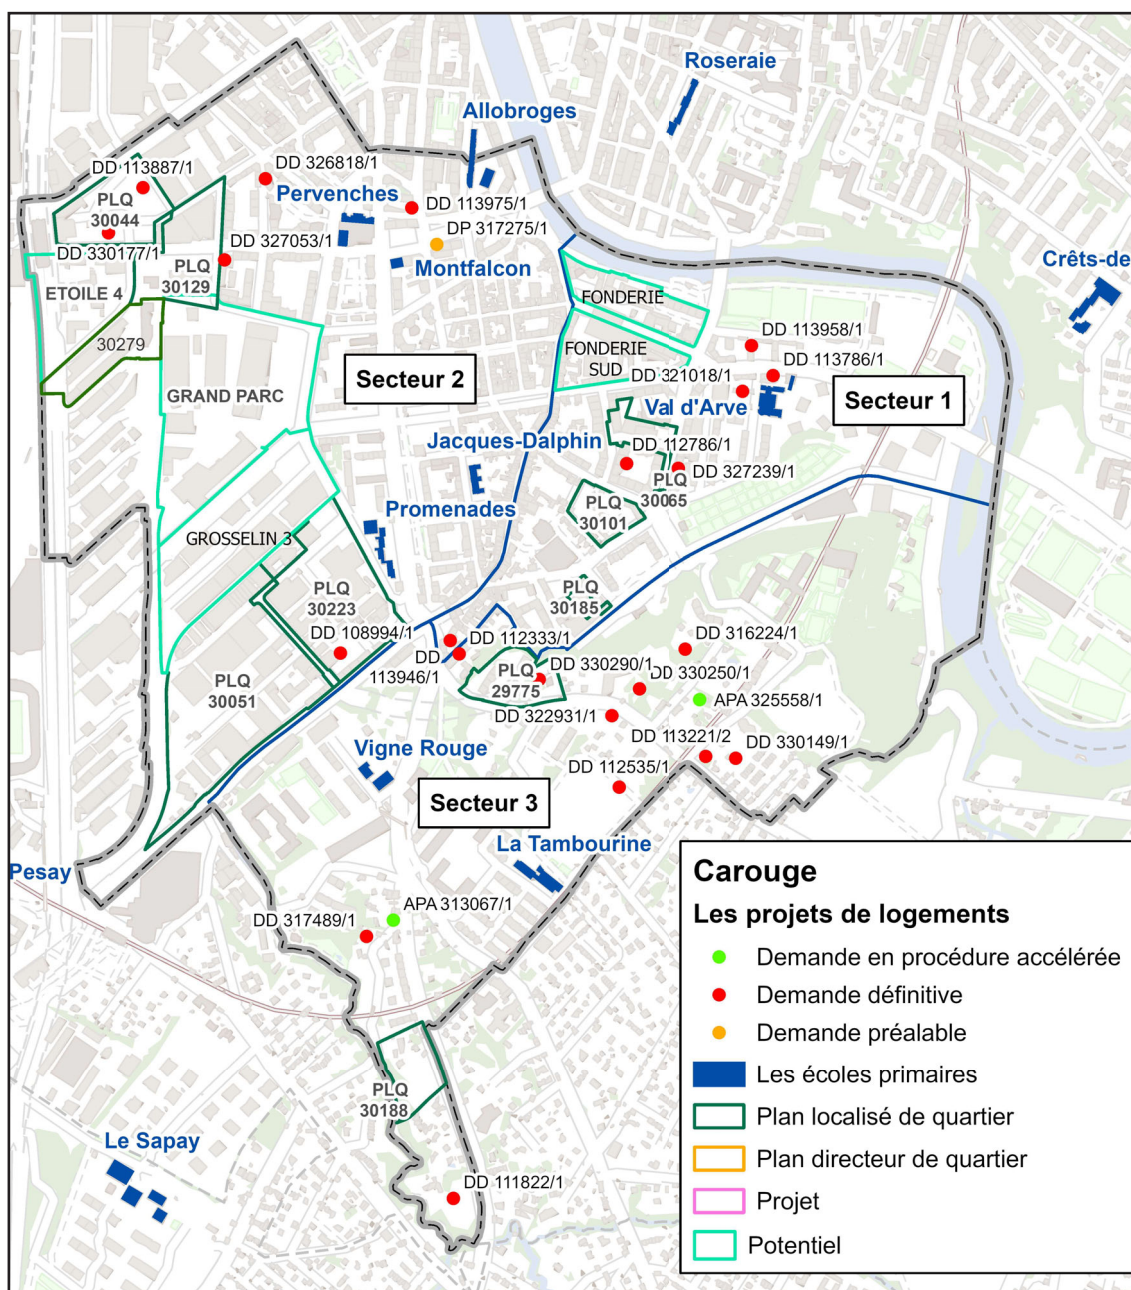 Roseraie
Allobroges
DD 113887/1
DD 326818/1
PLQ
30044
Pervenches
DD 113975/1
DP 317275/1
DD 327053/1
DD 330177/1
PLQ
30129
Montfalcon
Crêts-de
ETOILE 4
FONDERIE
30279
DD 113958/1
FONDERIE
SUD
DD 113786/1
DD 321018/1
Secteur 2
GRAND PARC
Val d'Arve
Secteur 1
Jacques-Dalphin
DD 112786/1
DD 327239/1
PLQ
30065
PLQ
30101
Promenades
GROSSELIN 3
PLQ
30223
PLQ
30185
DD 108994/1
DD 112333/1
DD
113946/1
DD 316224/1
PLQ
30051
PLQ
29775
DD 330290/1
DD 330250/1
APA 325558/1
DD 322931/1
DD 113221/2
DD 330149/1
Vigne Rouge
DD 112535/1
Secteur 3
La Tambourine
Pesay
APA 313067/1
DD 317489/1
PLQ
30188
Le Sapay
DD 111822/1
Carouge
Les projets de logements
Demande en procédure accélérée
Demande définitive
Demande préalable
Les écoles primaires
Plan localisé de quartier
Plan directeur de quartier
Projet
Potentiel